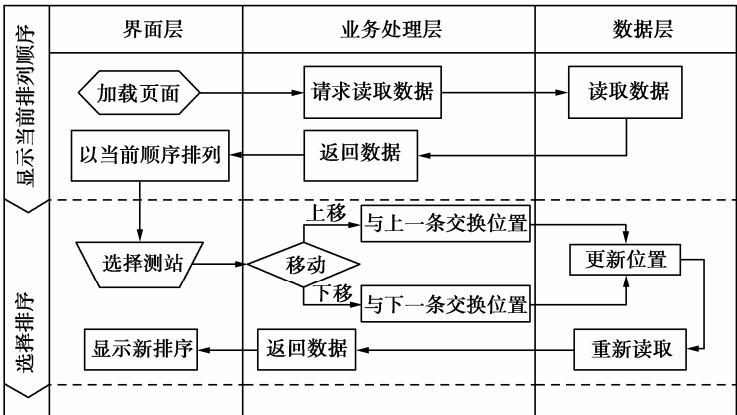 界面层
业务处理层
数据层
显示当前排列顺序
加载页面
请求读取数据
读取数据
以当前顺序排列
返回数据
选择排序
选择测站
移动
上移
与上一条交换位置
更新位置
下移
与下一条交换位置
显示新排序
返回数据
重新读取